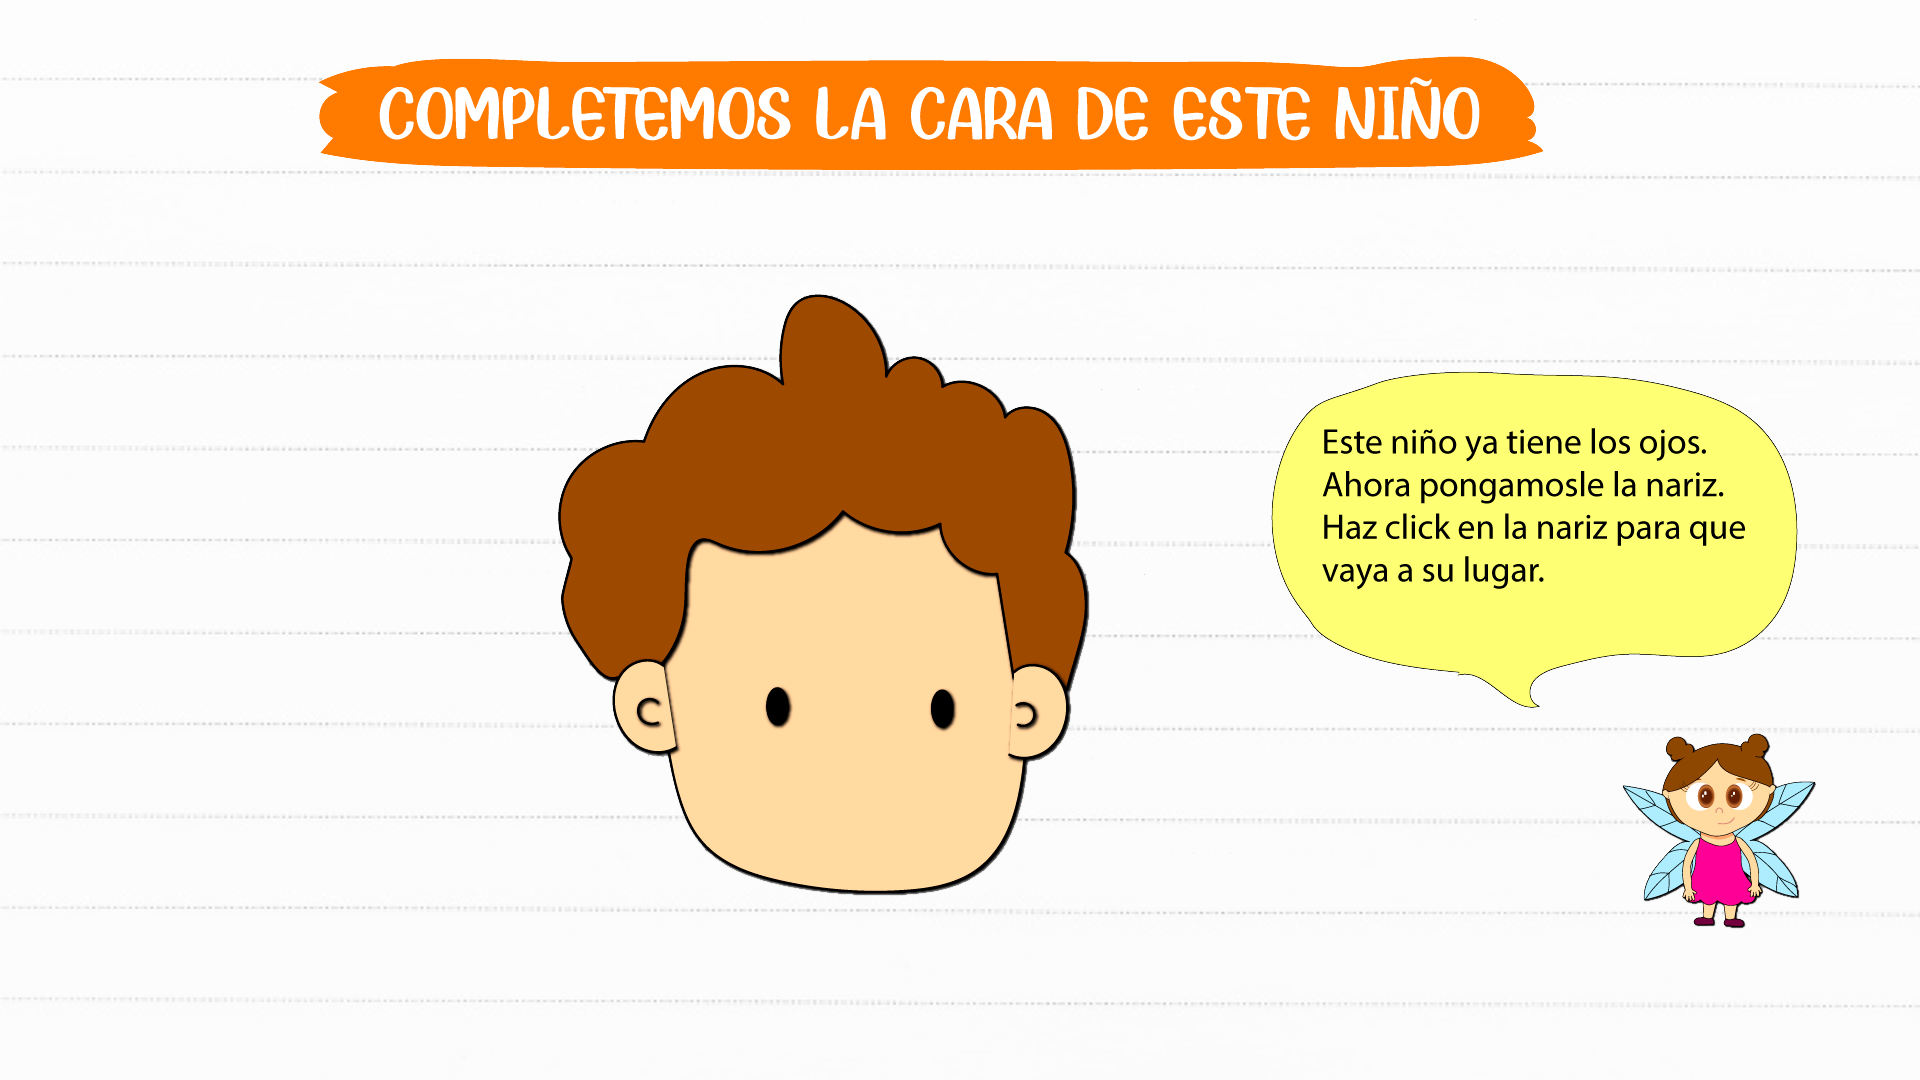 COMPLETEMOS LA CARA DE ESTE NIÑO
Este niño ya tiene los ojos.
Ahora pongamosle la nariz.
Haz click en la nariz para que
vaya a su lugar.